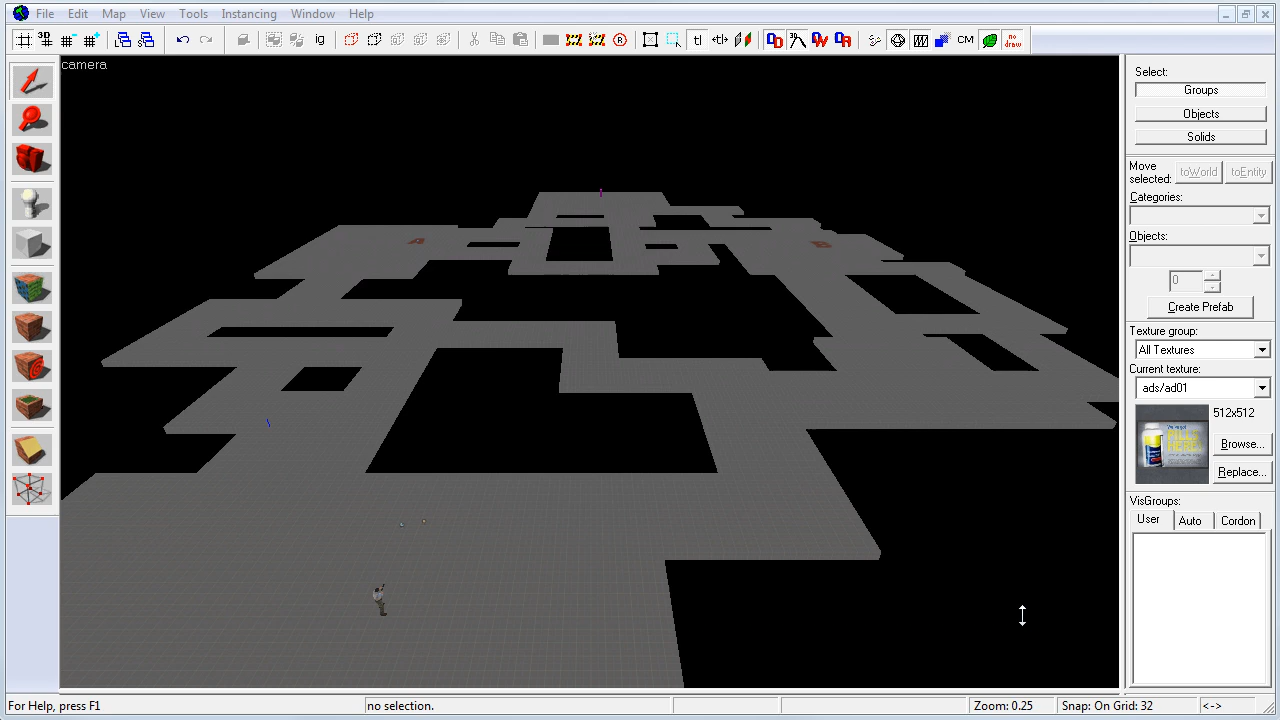 File Edit Map View Tools Instancing Window Help
camera
Select:
Groups
Objects
Solids
Move selected:
toWorld
toEntity
Categories:
Objects:
0
Create Prefab
Texture group:
All Textures
Current texture:
ads/ad01
512x512
Browse...
Replace...
VisGroups:
User Auto Cordon
For Help, press F1
no selection.
Zoom: 0.25
Snap: On Grid: 32
<->